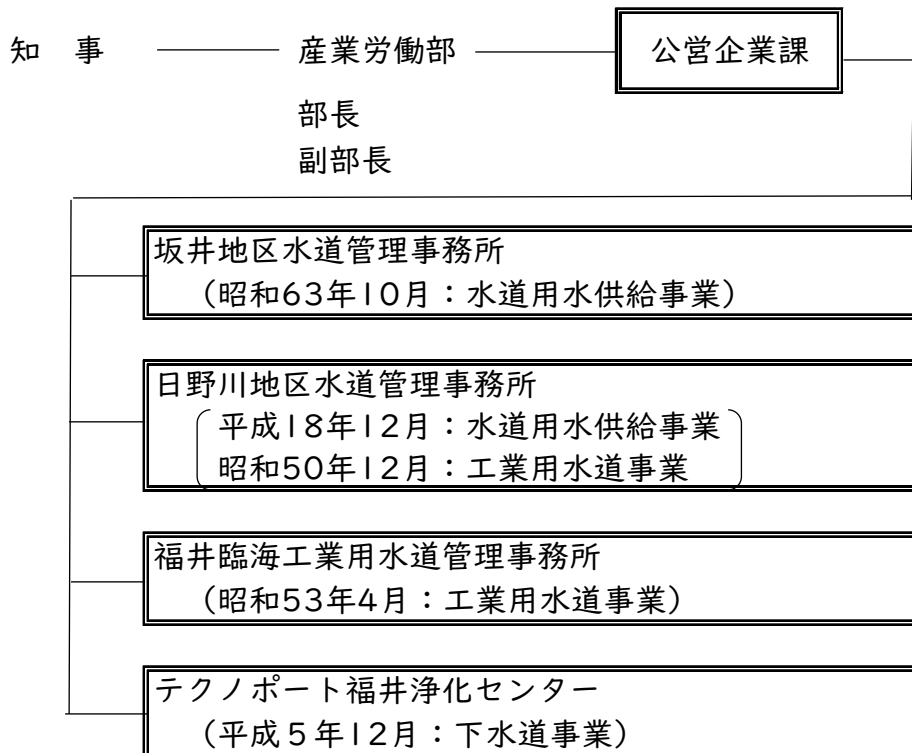 知　事　産業労働部　公営企業課
部長
副部長
坂井地区水道管理事務所
（昭和63年10月：水道用水供給事業）
日野川地区水道管理事務所
平成18年12月：水道用水供給事業
昭和50年12月：工業用水道事業
福井臨海工業用水道管理事務所
（昭和53年4月：工業用水道事業）
テクノポート福井浄化センター
（平成５年12月：下水道事業）